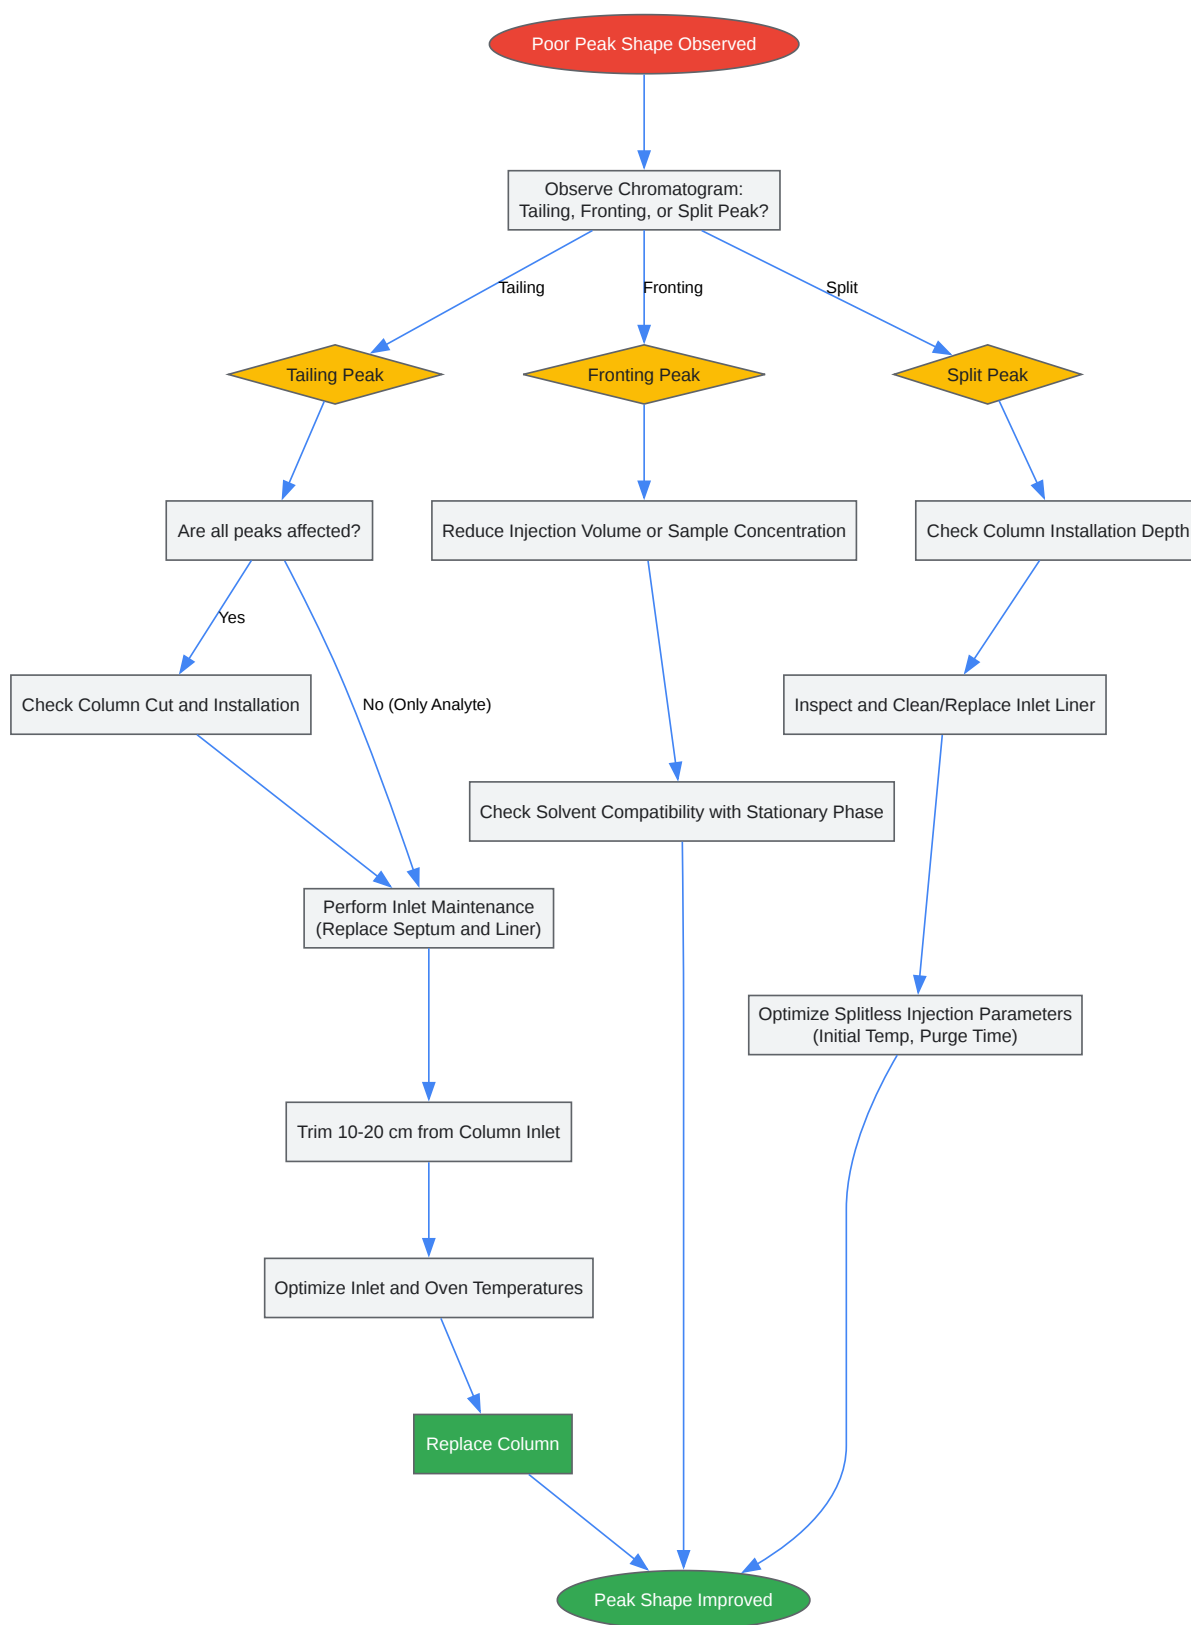 Poor Peak Shape Observed
Observe Chromatogram:
Tailing, Fronting, or Split Peak?
Tailing
Fronting
Split
Tailing Peak
Fronting Peak
Split Peak
Are all peaks affected?
Reduce Injection Volume or Sample Concentration
Check Column Installation Depth
Yes
Check Column Cut and Installation
No (Only Analyte)
Inspect and Clean/Replace Inlet Liner
Check Solvent Compatibility with Stationary Phase
Perform Inlet Maintenance
(Replace Septum and Liner)
Optimize Splitless Injection Parameters
(Initial Temp, Purge Time)
Trim 10-20 cm from Column Inlet
Optimize Inlet and Oven Temperatures
Replace Column
Peak Shape Improved